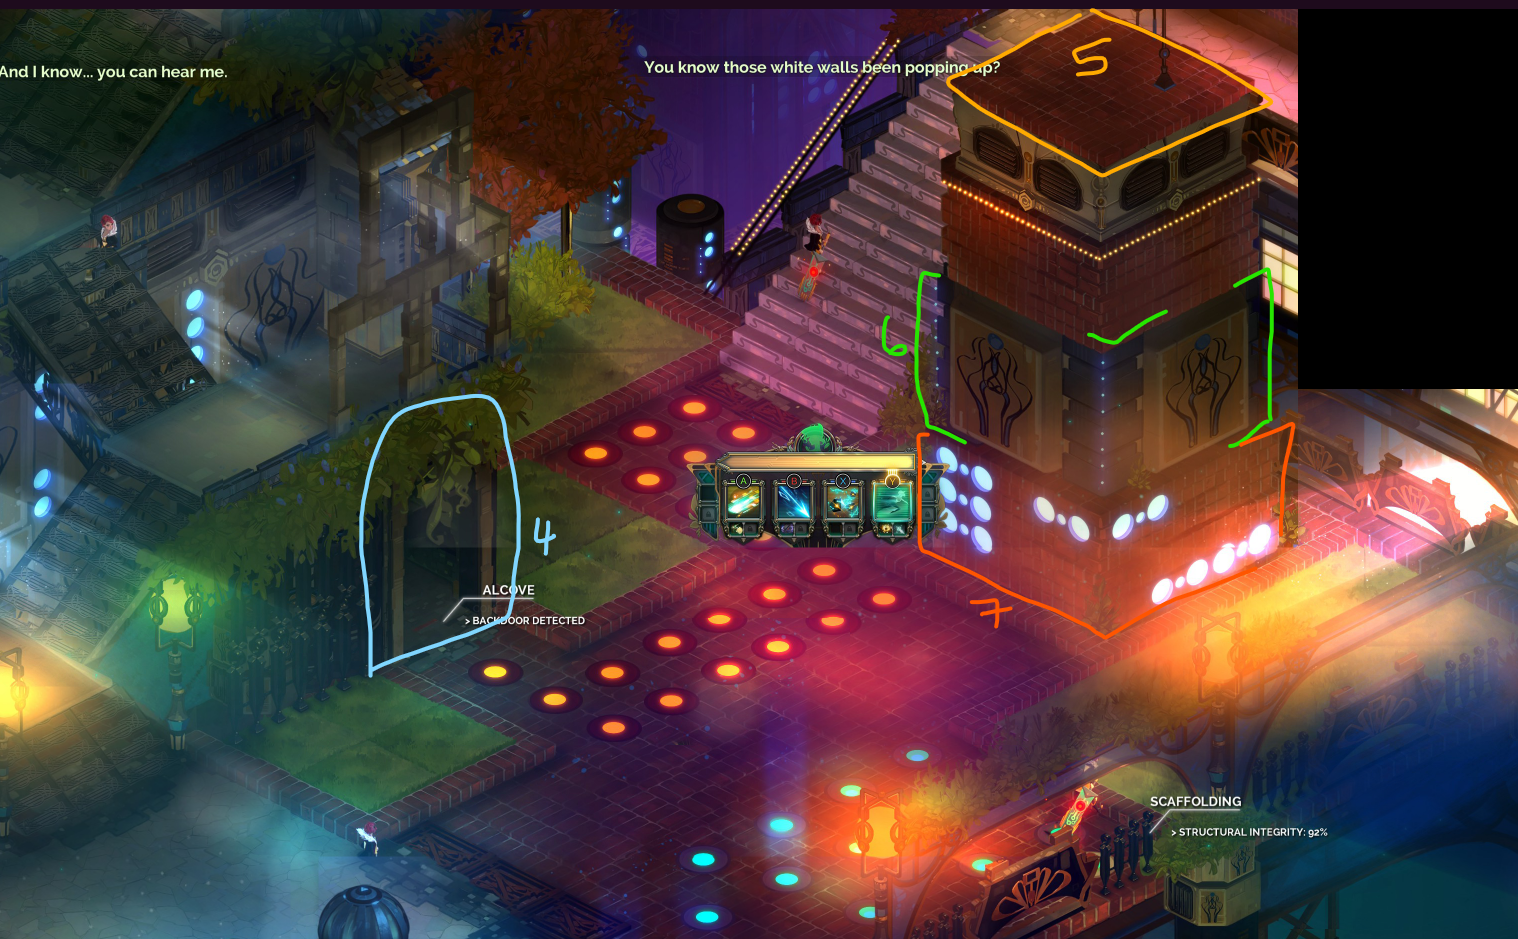 And I know... you can hear me.
You know those white walls been popping up?
5
6
A B X Y
4
ALCOVE
> BACKDOOR DETECTED
7
SCAFFOLDING
> STRUCTURAL INTEGRITY: 92%